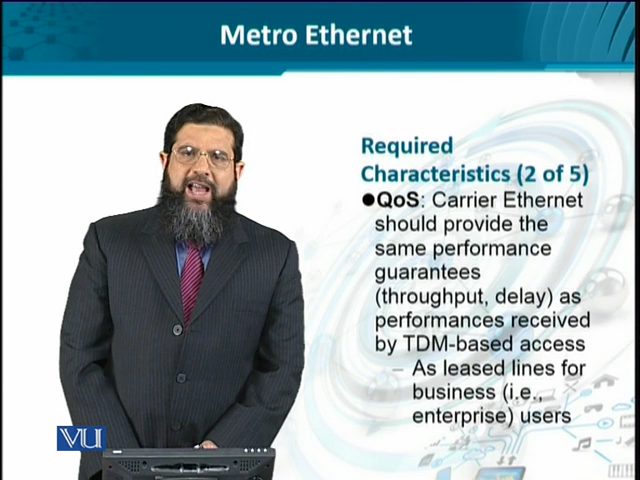 Metro Ethernet
Required
Characteristics (2 of 5)
●QoS: Carrier Ethernet
should provide the
same performance
guarantees
(throughput, delay) as
performances received
by TDM-based access
– As leased lines for
business (i.e.,
enterprise) users
VU